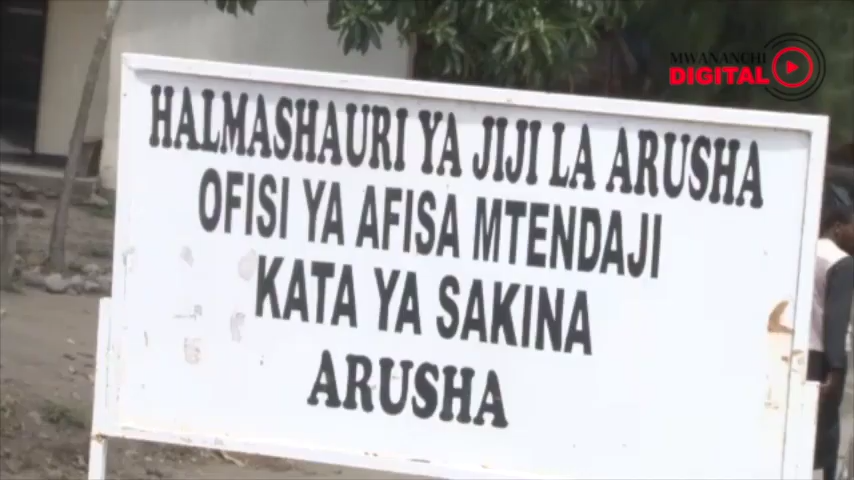 MWANANCHI
DIGITAL
HALMASHAURI YA JIJI LA ARUSHA
OFISI YA AFISA MTENDAJI
KATA YA SAKINA
ARUSHA